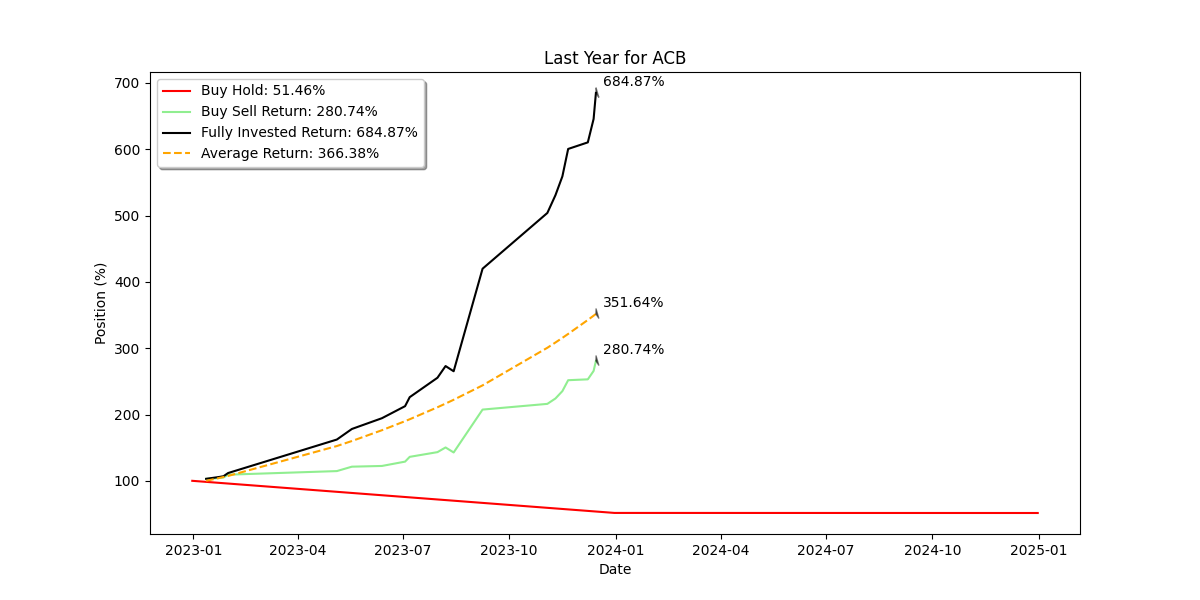 Last Year for ACB
Buy Hold: 51.46%
Buy Sell Return: 280.74%
Fully Invested Return: 684.87%
Average Return: 366.38%
684.87%
351.64%
280.74%
Position (%)
700
600
500
400
300
200
100
2023-01 2023-04 2023-07 2023-10 2024-01 2024-04 2024-07 2024-10 2025-01
Date